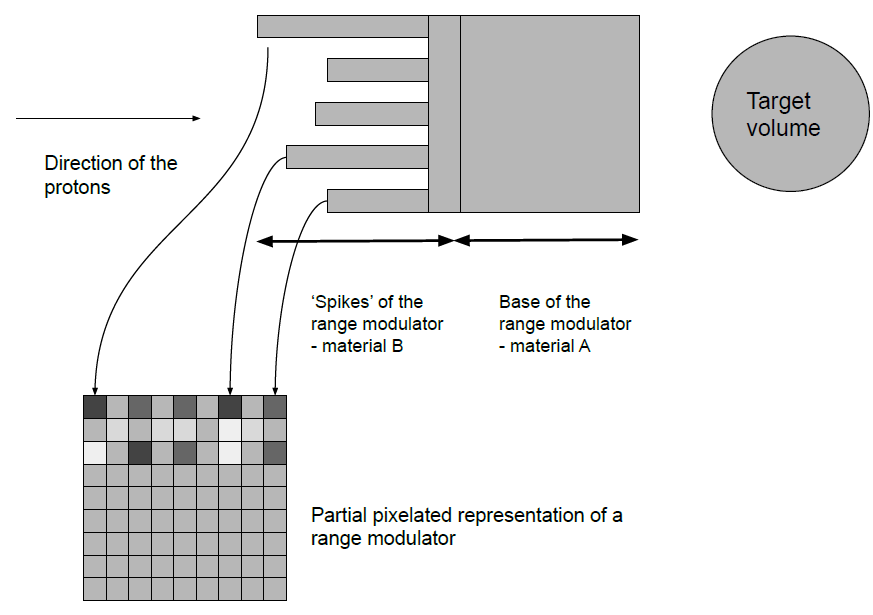 Target
volume
Direction of the
protons
‘Spikes’ of the
range modulator
- material B
Base of the
range modulator
- material A
Partial pixelated representation of a
range modulator